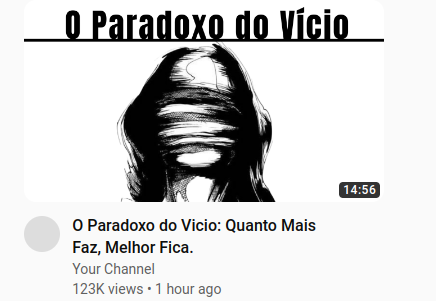 O Paradoxo do Vício
14:56
O Paradoxo do Vicio: Quanto Mais
Faz, Melhor Fica.
Your Channel
123K views • 1 hour ago